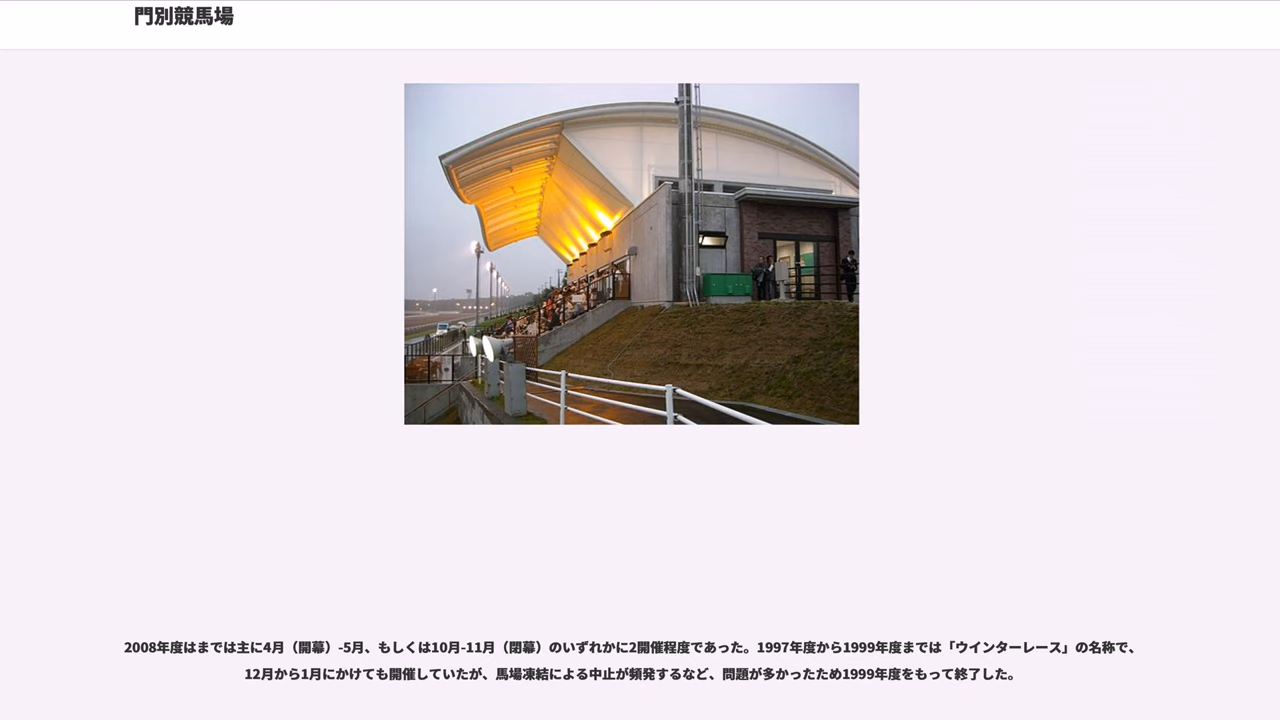 門別競馬場
2008年度はまでは主に4月（開幕）-5月、もしくは10月-11月（閉幕）のいずれかに2開催程度であった。1997年度から1999年度までは「ウインターレース」の名称で、
12月から1月にかけても開催していたが、馬場凍結による中止が頻発するなど、問題が多かったため1999年度をもって終了した。